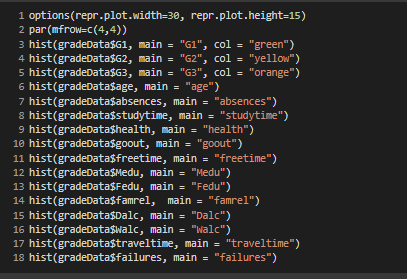 1 options(repr.plot.width=30, repr.plot.height=15)
2 par(mfrow=c(4,4))
3 hist(gradeData$G1, main = "G1", col = "green")
4 hist(gradeData$G2, main = "G2", col = "yellow")
5 hist(gradeData$G3, main = "G3", col = "orange")
6 hist(gradeData$age, main = "age")
7 hist(gradeData$absences, main = "absences")
8 hist(gradeData$studytime, main = "studytime")
9 hist(gradeData$health, main = "health")
10 hist(gradeData$goout, main = "goout")
11 hist(gradeData$freetime, main = "freetime")
12 hist(gradeData$Medu, main = "Medu")
13 hist(gradeData$Fedu, main = "Fedu")
14 hist(gradeData$famrel,  main = "famrel")
15 hist(gradeData$Dalc, main = "Dalc")
16 hist(gradeData$Walc, main = "Walc")
17 hist(gradeData$traveltime, main = "traveltime")
18 hist(gradeData$failures, main = "failures")